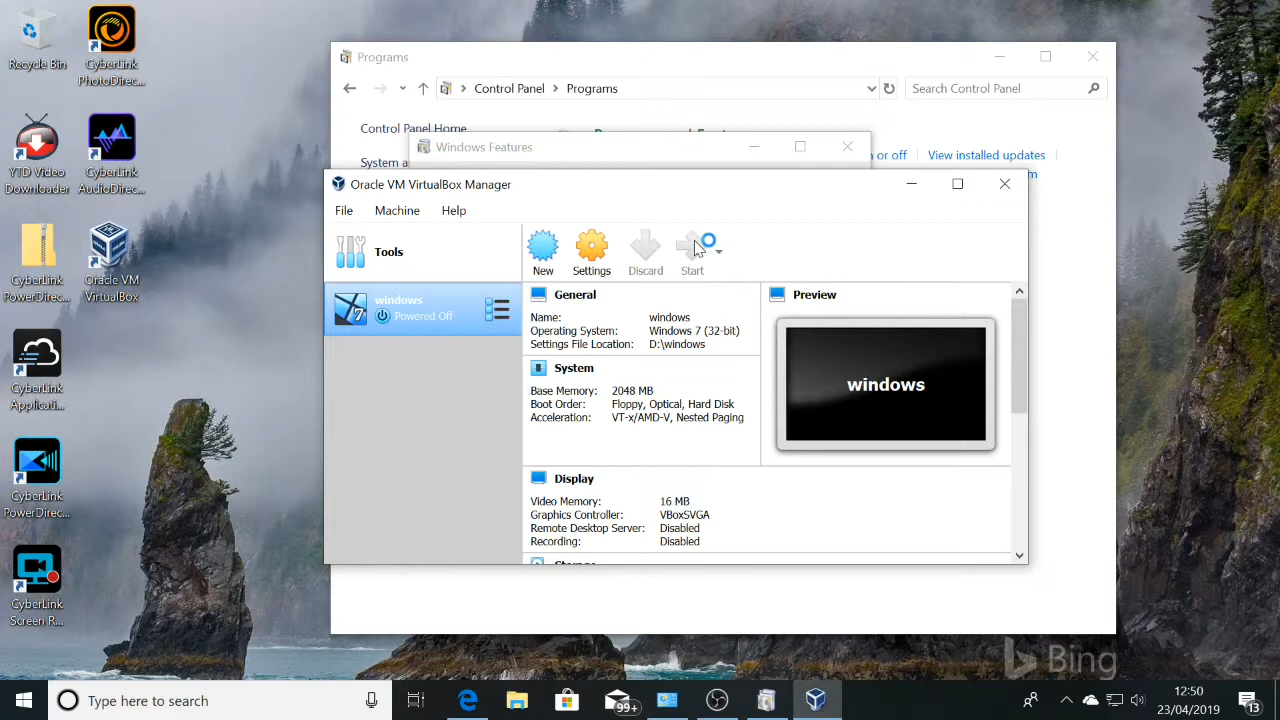 Recycle Bin
CyberLink
PhotoDirec...
YTD Video
Downloader
CyberLink
AudioDirec...
CyberLink
PowerDirec...
Oracle VM
VirtualBox
CyberLink
Applicati...
CyberLink
PowerDirec...
CyberLink
Screen R...
Programs
Control Panel > Programs
Search Control Panel
Control Panel Home
System a
n or off
View installed updates
m
Windows Features
Oracle VM VirtualBox Manager
File Machine Help
Tools
New
Settings
Discard
Start
windows
Powered Off
General
Name: windows
Operating System: Windows 7 (32-bit)
Settings File Location: D:\windows
System
Base Memory: 2048 MB
Boot Order: Floppy, Optical, Hard Disk
Acceleration: VT-x/AMD-V, Nested Paging
Preview
windows
Display
Video Memory: 16 MB
Graphics Controller: VBoxSVGA
Remote Desktop Server: Disabled
Recording: Disabled
Bing
Type here to search
99+
12:50
23/04/2019
13